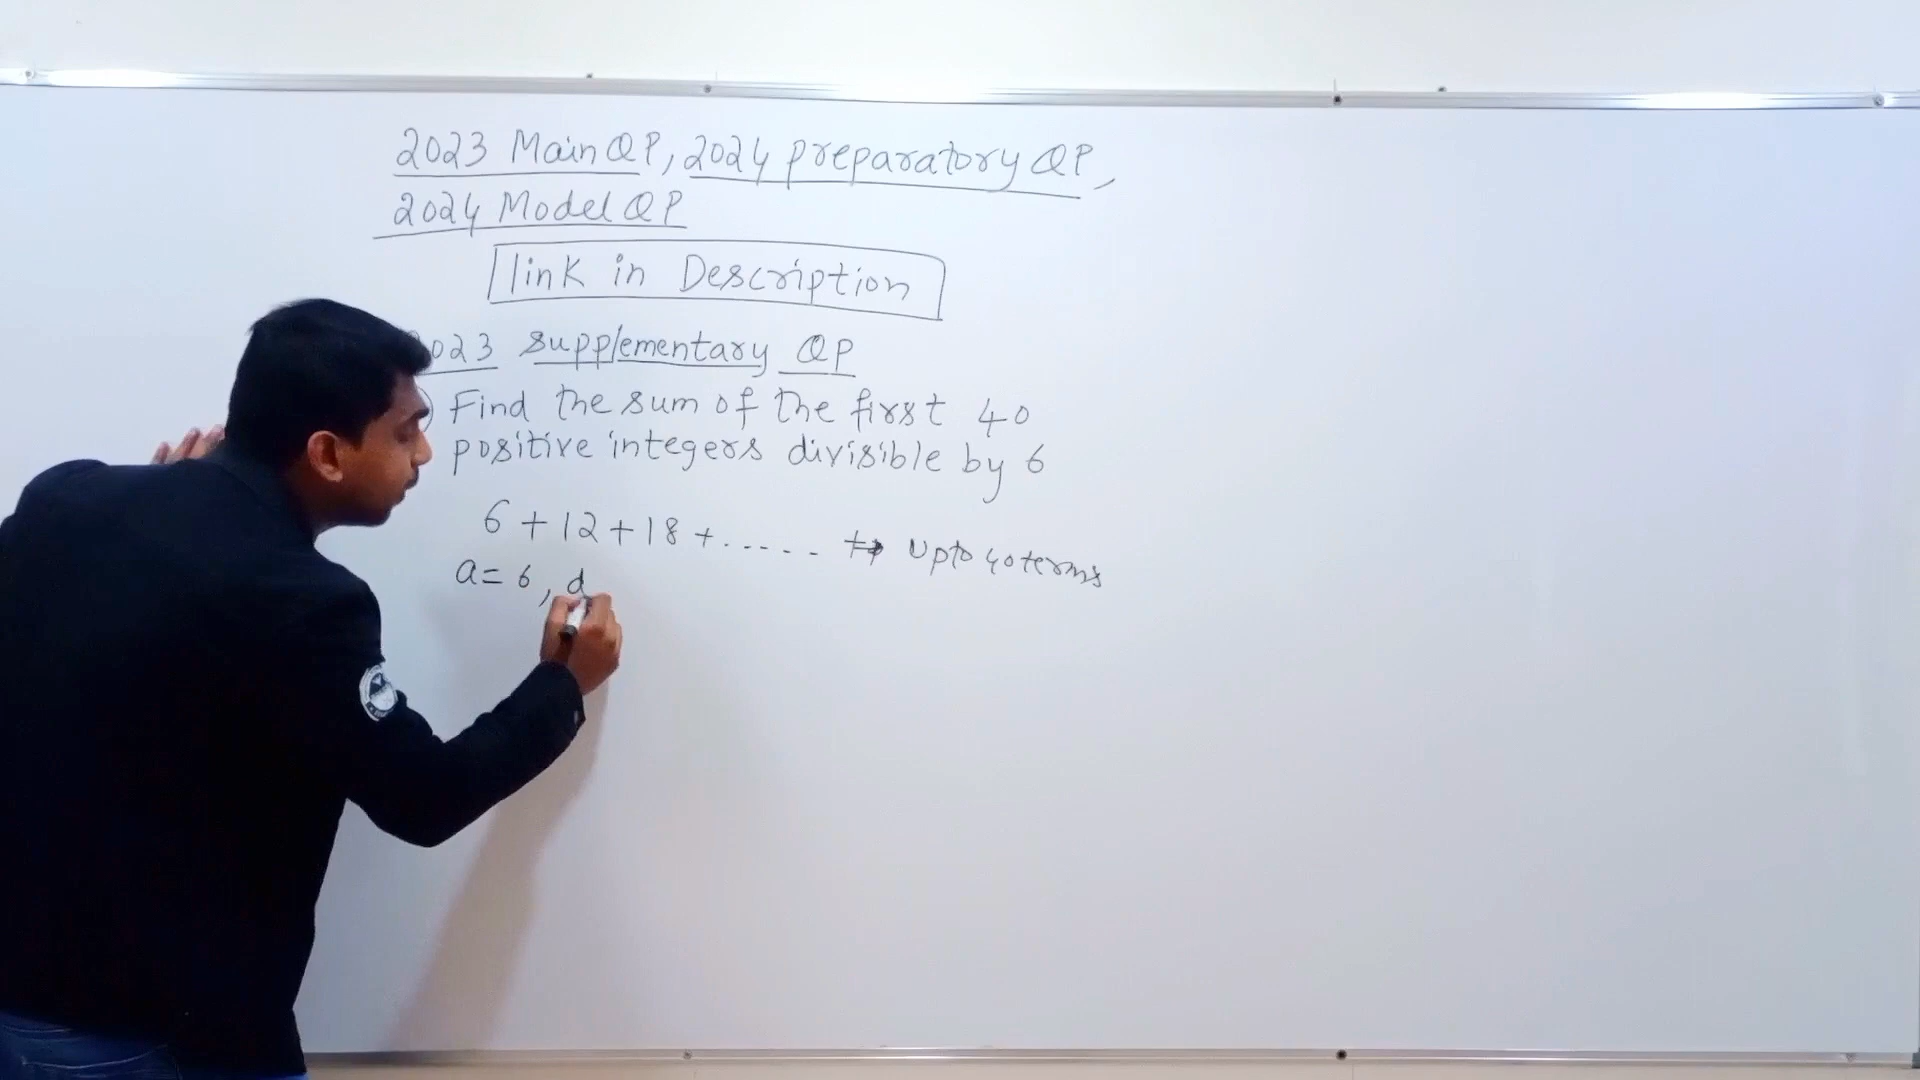 2023 Main QP, 2024 preparatory QP,
2024 Model QP
link in Description
023 supplementary QP
) Find the sum of the first 40
positive integers divisible by 6
6 + 12 + 18 + ..... + Upto 40 terms
a = 6, d